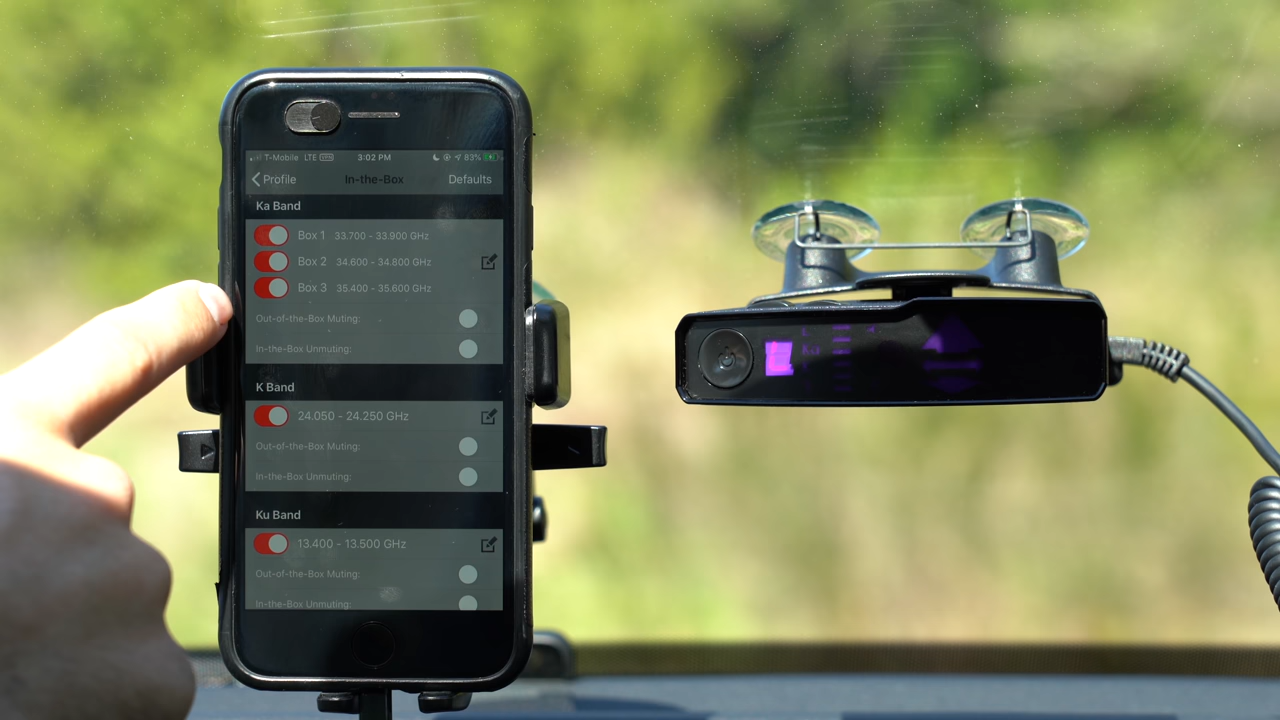 T-Mobile LTE VPN 3:02 PM 83%
Profile In-the-Box Defaults
Ka Band
Box 1 33.700 - 33.900 GHz
Box 2 34.600 - 34.800 GHz
Box 3 35.400 - 35.600 GHz
Out-of-the-Box Muting:
In-the-Box Unmuting:
K Band
24.050 - 24.250 GHz
Out-of-the-Box Muting:
In-the-Box Unmuting:
Ku Band
13.400 - 13.500 GHz
Out-of-the-Box Muting:
In-the-Box Unmuting:
L
Ku